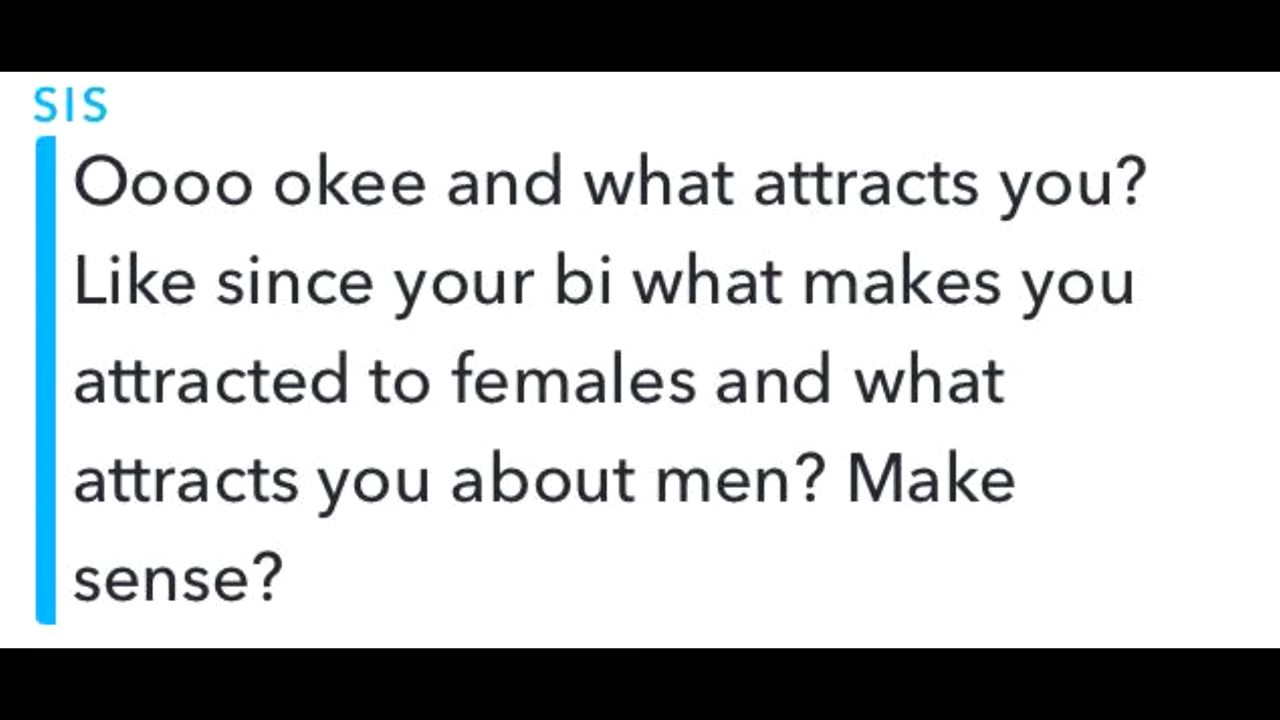 SIS
Oooo okee and what attracts you?
Like since your bi what makes you
attracted to females and what
attracts you about men? Make
sense?